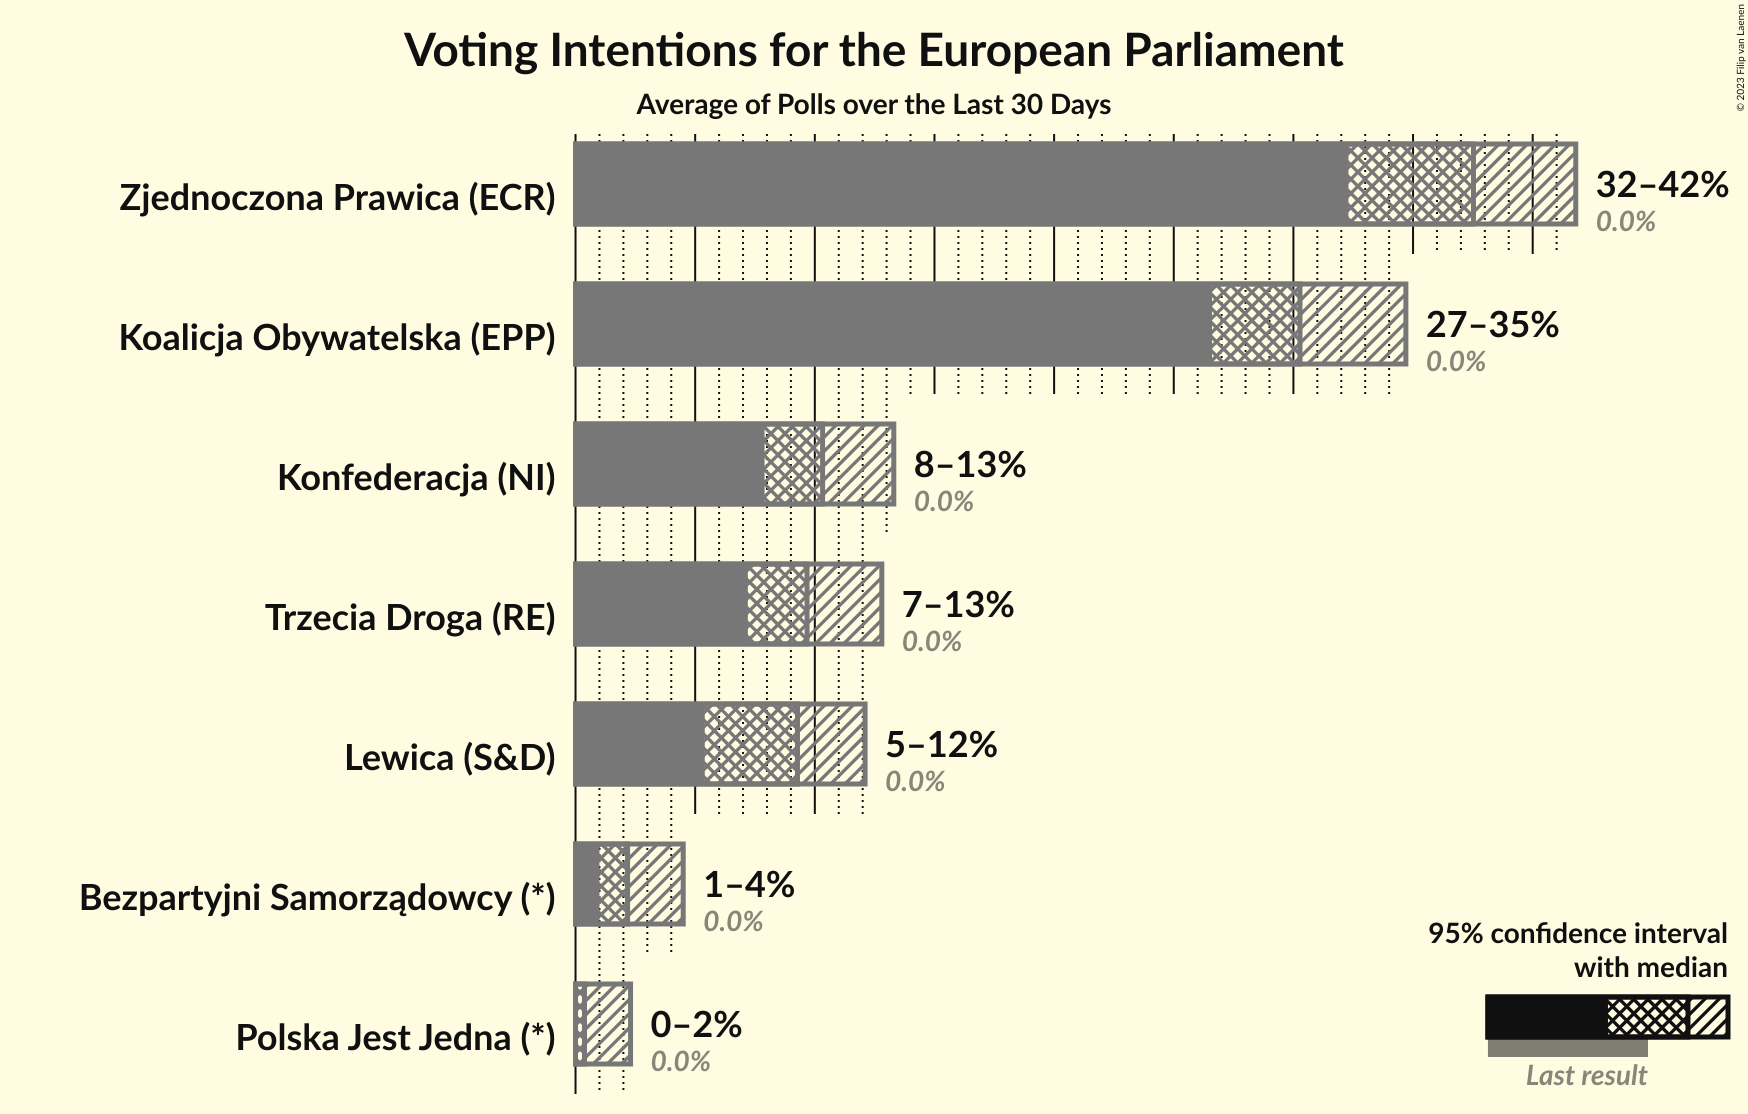 Voting Intentions for the European Parliament
Average of Polls over the Last 30 Days
© 2023 Filip van Laenen
Zjednoczona Prawica (ECR)
32–42%
0.0%
Koalicja Obywatelska (EPP)
27–35%
0.0%
Konfederacja (NI)
8–13%
0.0%
Trzecia Droga (RE)
7–13%
0.0%
Lewica (S&D)
5–12%
0.0%
Bezpartyjni Samorządowcy (*)
1–4%
0.0%
Polska Jest Jedna (*)
0–2%
0.0%
95% confidence interval
with median
Last result